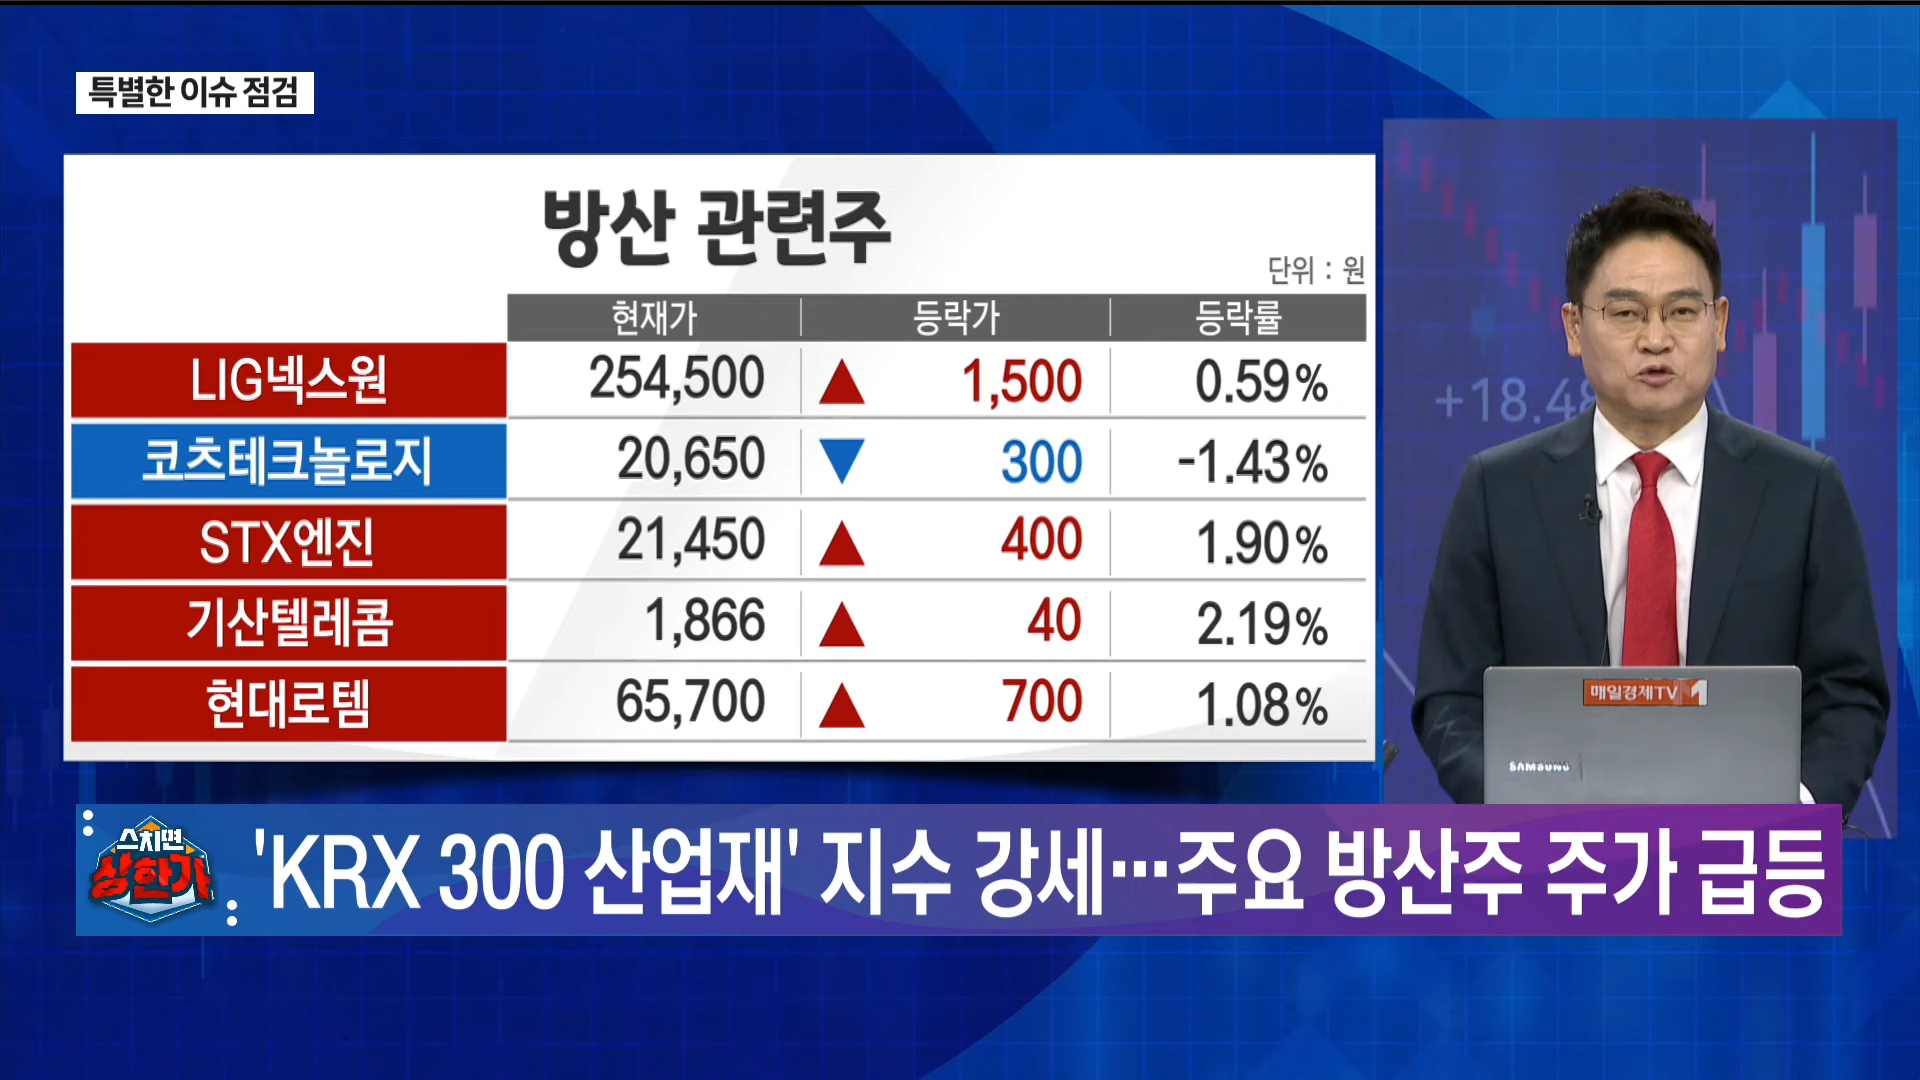 특별한 이슈 점검
방산 관련주
단위 : 원
현재가 등락가 등락률
LIG넥스원 254,500 ▲ 1,500 0.59%
코츠테크놀로지 20,650 ▼ 300 -1.43%
STX엔진 21,450 ▲ 400 1.90%
기산텔레콤 1,866 ▲ 40 2.19%
현대로템 65,700 ▲ 700 1.08%
+18.48
매일경제TV
SAMSUNG
스치면
상한가
'KRX 300 산업재' 지수 강세…주요 방산주 주가 급등